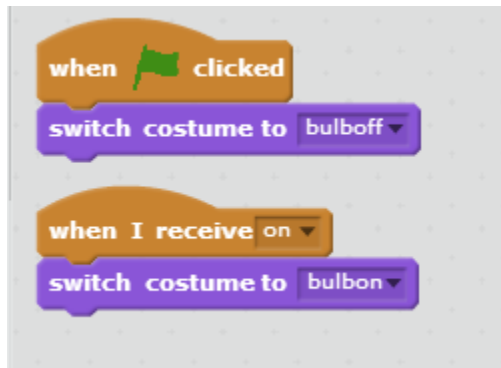 when clicked
switch costume to bulboff
when I receive on
switch costume to bulbon